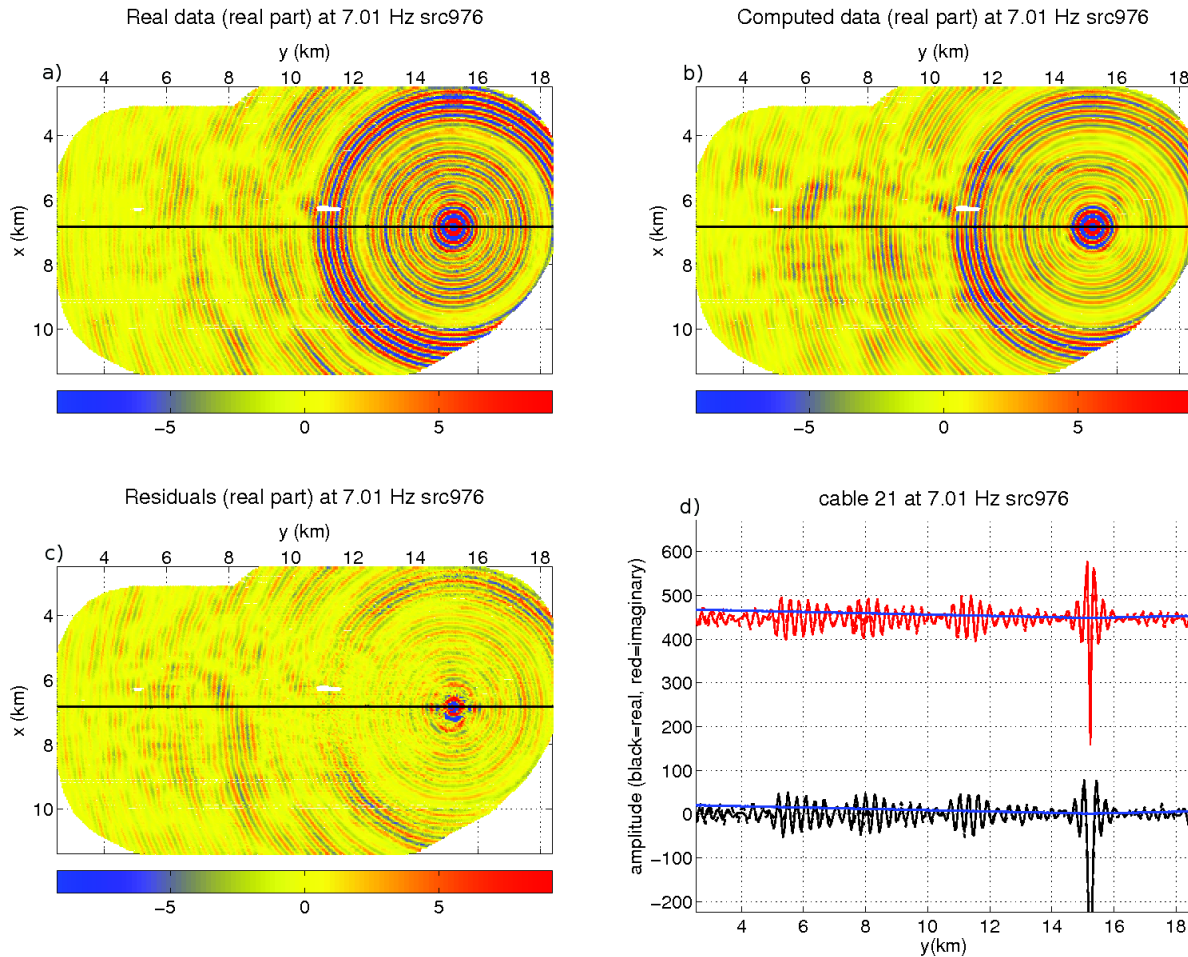 Real data (real part) at 7.01 Hz src976
y (km)
a)
4 6 8 10 12 14 16 18
x (km)
4
6
8
10
−5 0 5
Computed data (real part) at 7.01 Hz src976
y (km)
b)
4 6 8 10 12 14 16 18
x (km)
4
6
8
10
−5 0 5
Residuals (real part) at 7.01 Hz src976
y (km)
c)
4 6 8 10 12 14 16 18
x (km)
4
6
8
10
−5 0 5
cable 21 at 7.01 Hz src976
d)
amplitude (black=real, red=imaginary)
600
500
400
300
200
100
0
−100
−200
4 6 8 10 12 14 16 18
y(km)